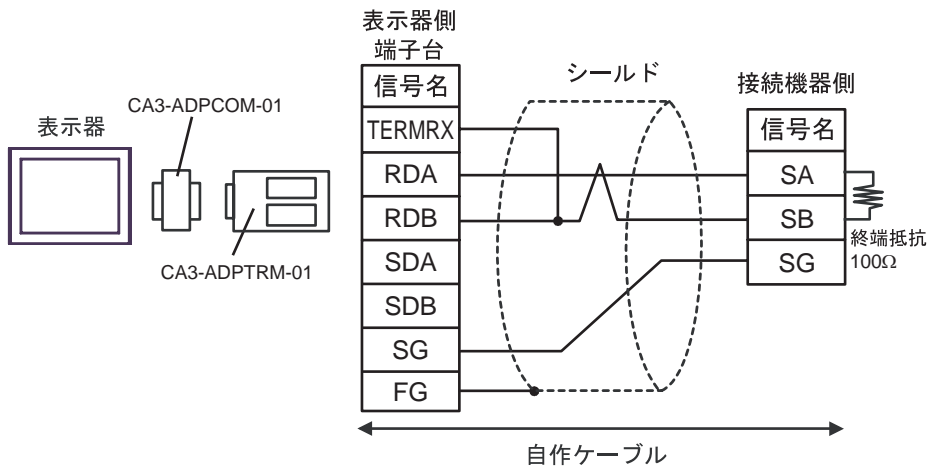 表示器
CA3-ADPCOM-01
CA3-ADPTRM-01
表示器側
端子台
信号名
TERMRX
RDA
RDB
SDA
SDB
SG
FG
シールド
接続機器側
信号名
SA
SB
SG
終端抵抗
100Ω
自作ケーブル